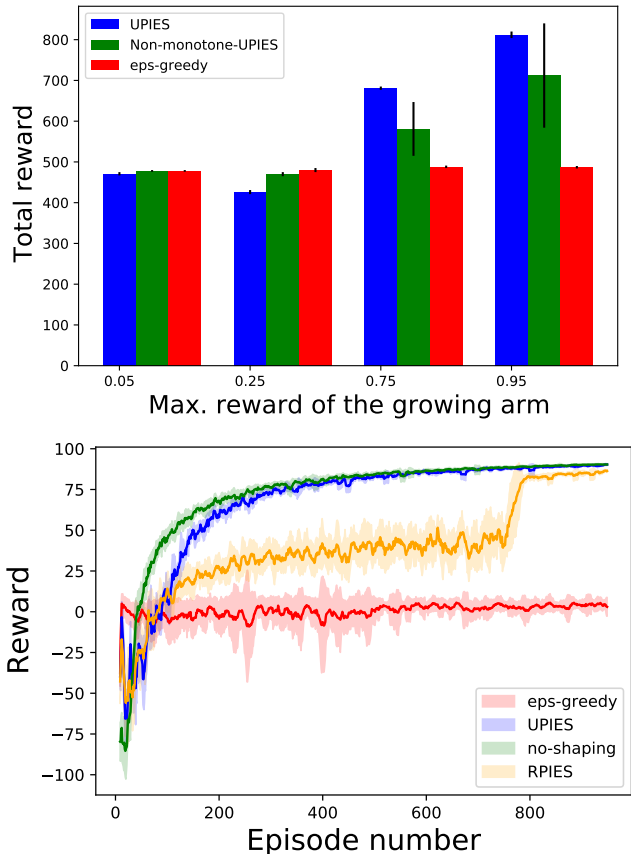 UPIES
Non-monotone-UPIES
eps-greedy
Total reward
800
700
600
500
400
300
200
100
0
0.05 0.25 0.75 0.95
Max. reward of the growing arm
Reward
100
75
50
25
0
−25
−50
−75
−100
eps-greedy
UPIES
no-shaping
RPIES
0 200 400 600 800
Episode number